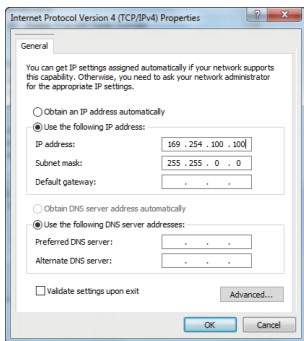 Internet Protocol Version 4 (TCP/IPv4) Properties
General
You can get IP settings assigned automatically if your network supports
this capability. Otherwise, you need to ask your network administrator
for the appropriate IP settings.
Obtain an IP address automatically
Use the following IP address:
IP address: 169 . 254 . 100 . 100
Subnet mask: 255 . 255 . 0 . 0
Default gateway: . . .
Obtain DNS server address automatically
Use the following DNS server addresses:
Preferred DNS server: . . .
Alternate DNS server: . . .
Validate settings upon exit
Advanced...
OK Cancel